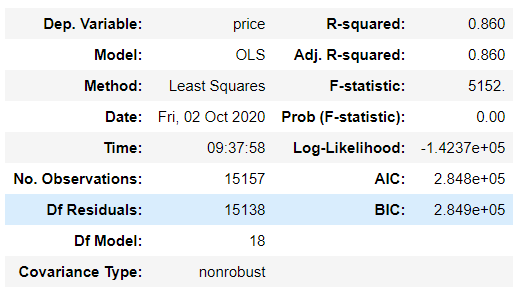 Dep. Variable: price R-squared: 0.860
Model: OLS Adj. R-squared: 0.860
Method: Least Squares F-statistic: 5152.
Date: Fri, 02 Oct 2020 Prob (F-statistic): 0.00
Time: 09:37:58 Log-Likelihood: -1.4237e+05
No. Observations: 15157 AIC: 2.848e+05
Df Residuals: 15138 BIC: 2.849e+05
Df Model: 18
Covariance Type: nonrobust